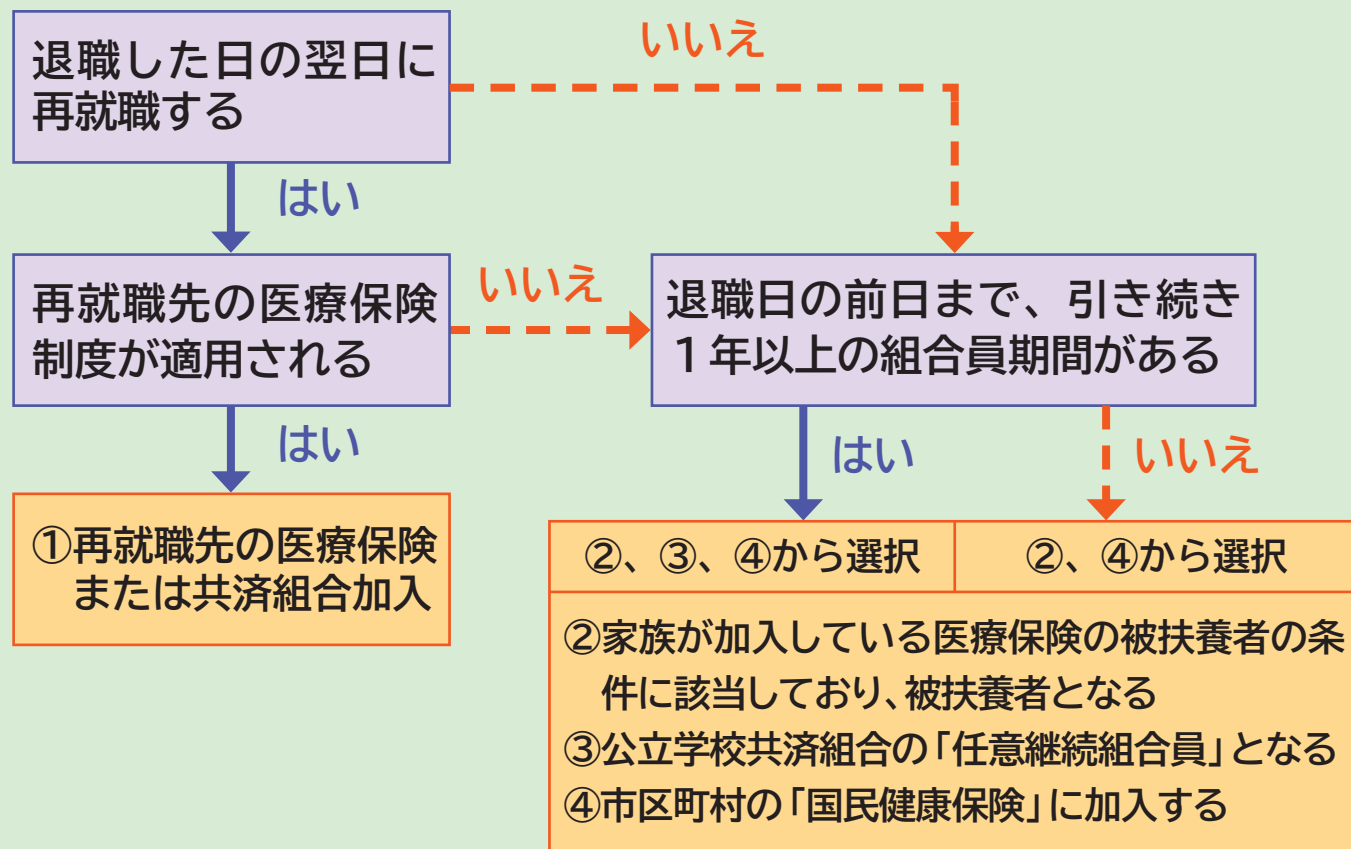 退職した日の翌日に
再就職する
いいえ
はい
再就職先の医療保険
制度が適用される
いいえ
退職日の前日まで、引き続き
１年以上の組合員期間がある
はい
はい
いいえ
①再就職先の医療保険
または共済組合加入
②、③、④から選択
②、④から選択
②家族が加入している医療保険の被扶養者の条
件に該当しており、被扶養者となる
③公立学校共済組合の「任意継続組合員」となる
④市区町村の「国民健康保険」に加入する